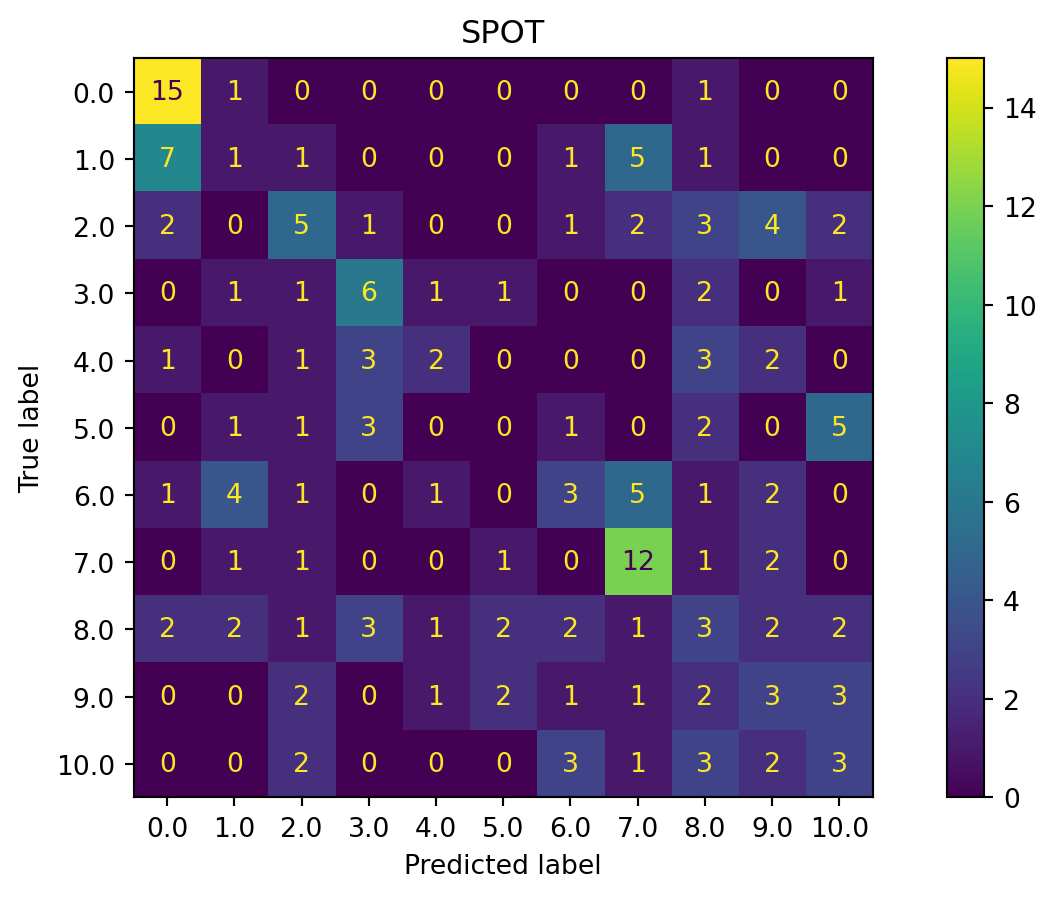 SPOT
0.0 15 1 0 0 0 0 0 0 1 0 0
1.0 7 1 1 0 0 0 1 5 1 0 0
2.0 2 0 5 1 0 0 1 2 3 4 2
3.0 0 1 1 6 1 1 0 0 2 0 1
4.0 1 0 1 3 2 0 0 0 3 2 0
5.0 0 1 1 3 0 0 1 0 2 0 5
6.0 1 4 1 0 1 0 3 5 1 2 0
7.0 0 1 1 0 0 1 0 12 1 2 0
8.0 2 2 1 3 1 2 2 1 3 2 2
9.0 0 0 2 0 1 2 1 1 2 3 3
10.0 0 0 2 0 0 0 3 1 3 2 3
0.0 1.0 2.0 3.0 4.0 5.0 6.0 7.0 8.0 9.0 10.0
Predicted label
True label
14
12
10
8
6
4
2
0